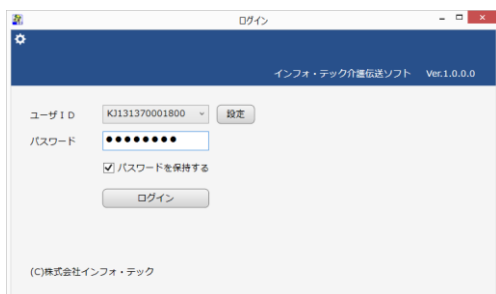 ログイン
インフォ・テック介護伝送ソフト Ver.1.0.0.0
ユーザID KJ131370001800 設定
パスワード ●●●●●●●●
パスワードを保持する
ログイン
(C)株式会社インフォ・テック